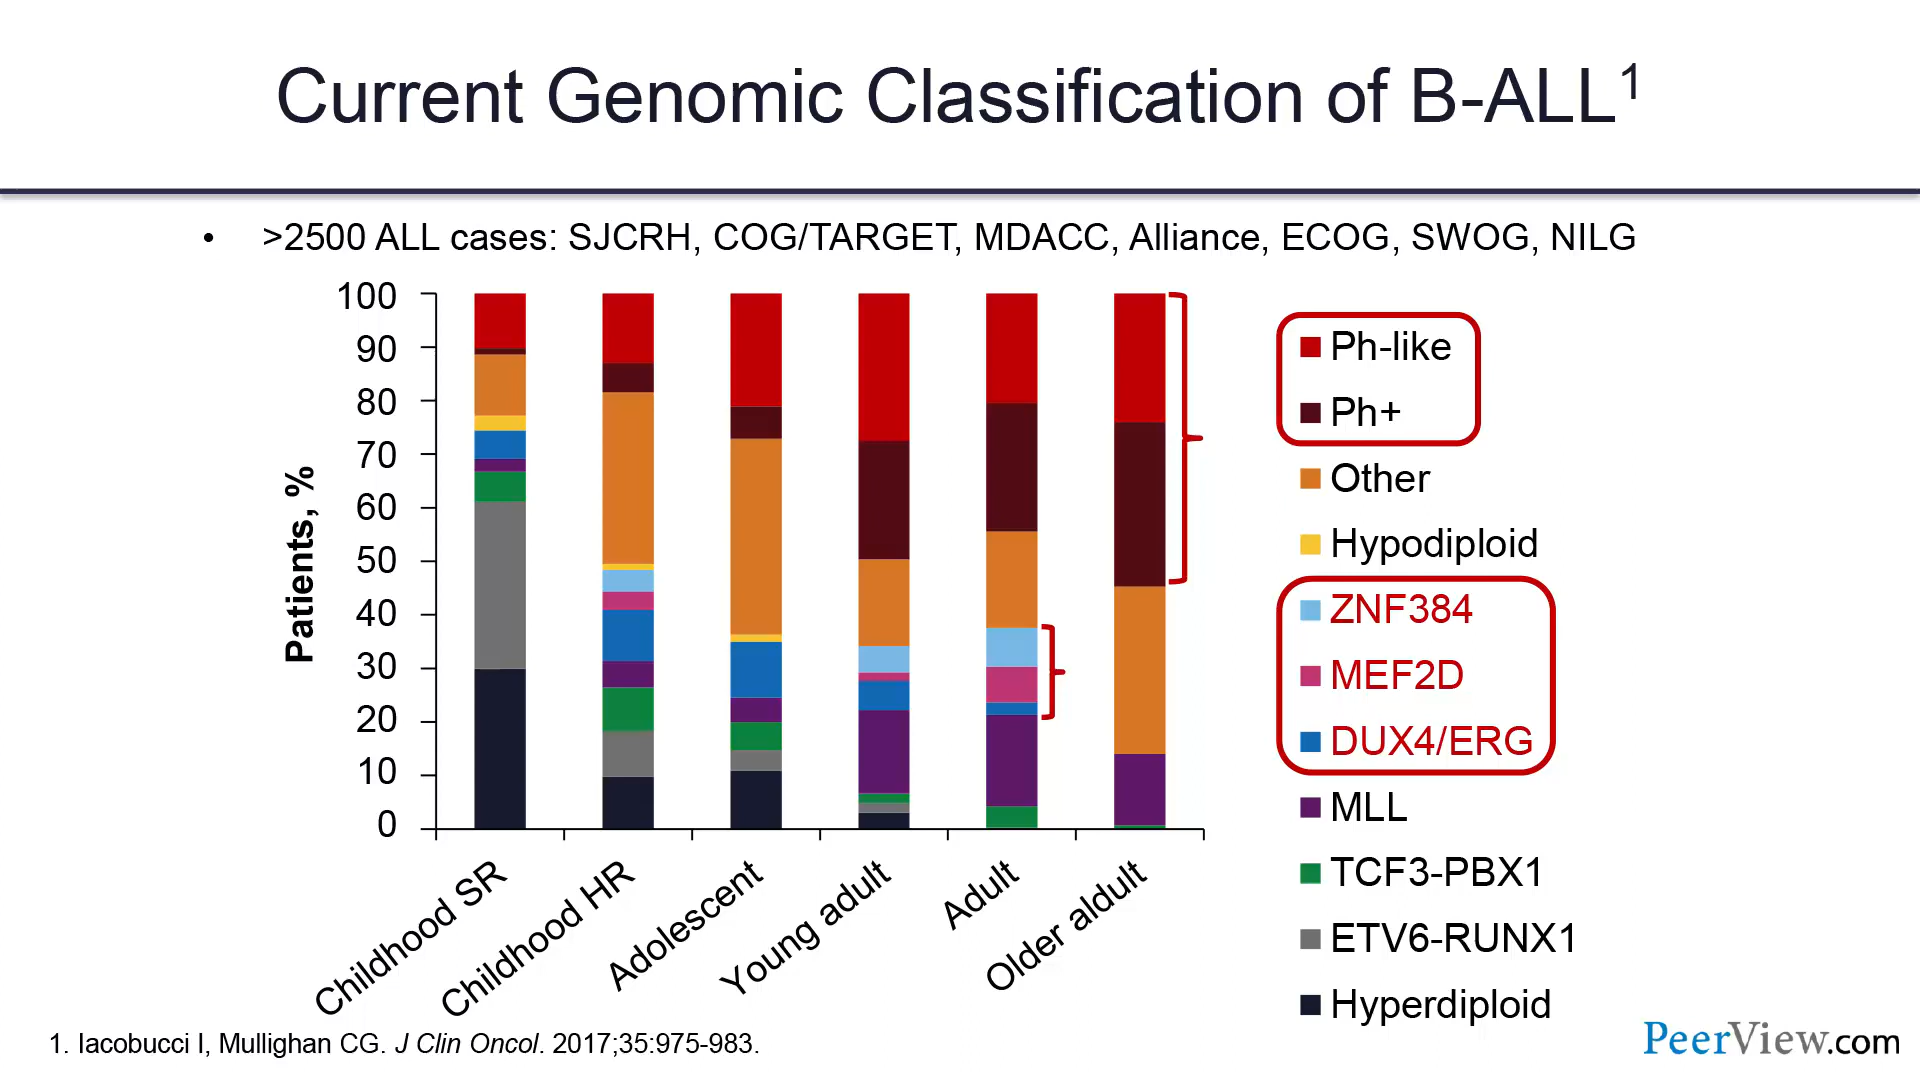 Current Genomic Classification of B-ALL1
• >2500 ALL cases: SJCRH, COG/TARGET, MDACC, Alliance, ECOG, SWOG, NILG
Patients, %
100
90
80
70
60
50
40
30
20
10
0
Childhood SR
Childhood HR
Adolescent
Young adult
Adult
Older aldult
Ph-like
Ph+
Other
Hypodiploid
ZNF384
MEF2D
DUX4/ERG
MLL
TCF3-PBX1
ETV6-RUNX1
Hyperdiploid
1. Iacobucci I, Mullighan CG. J Clin Oncol. 2017;35:975-983.
PeerView.com